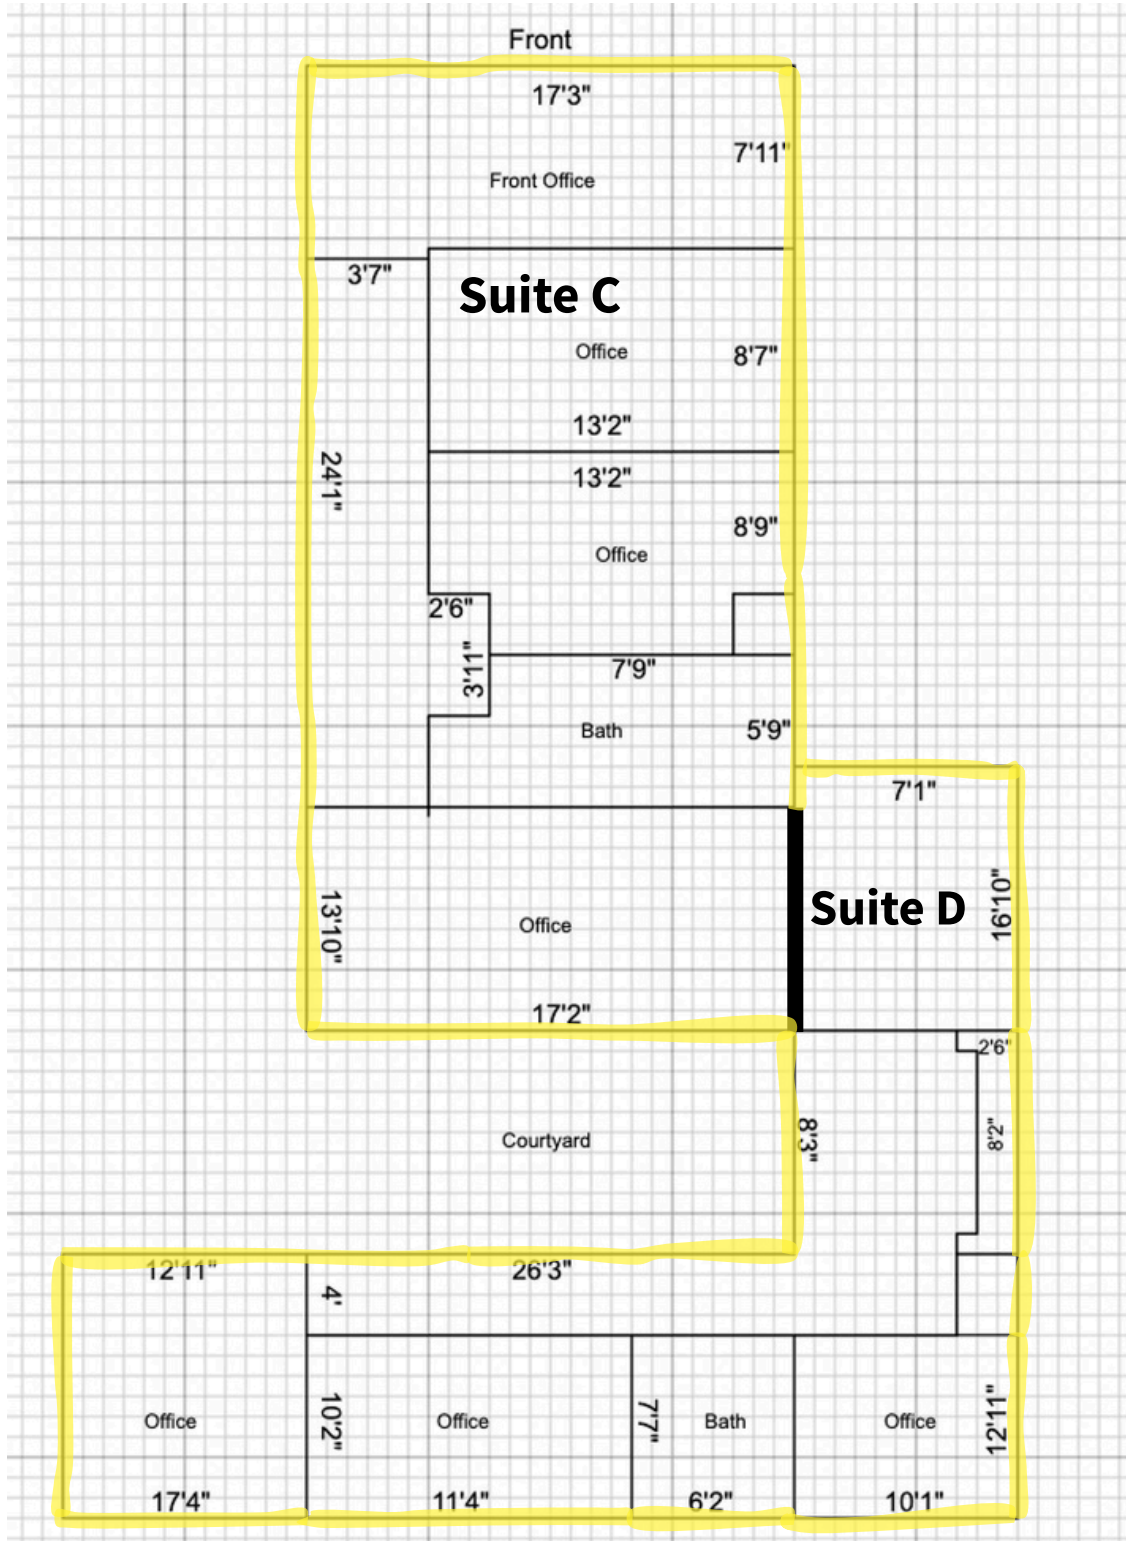 Front
17'3"
7'11"
Front Office
3'7"
Suite C
Office
8'7"
13'2"
24'1"
13'2"
8'9"
Office
2'6"
3'11"
7'9"
Bath
5'9"
7'1"
13'10"
Office
Suite D
16'10"
17'2"
2'6"
Courtyard
8'3"
8'2"
12'11"
26'3"
4'
Office
10'2"
Office
7'7"
Bath
Office
12'11"
17'4"
11'4"
6'2"
10'1"